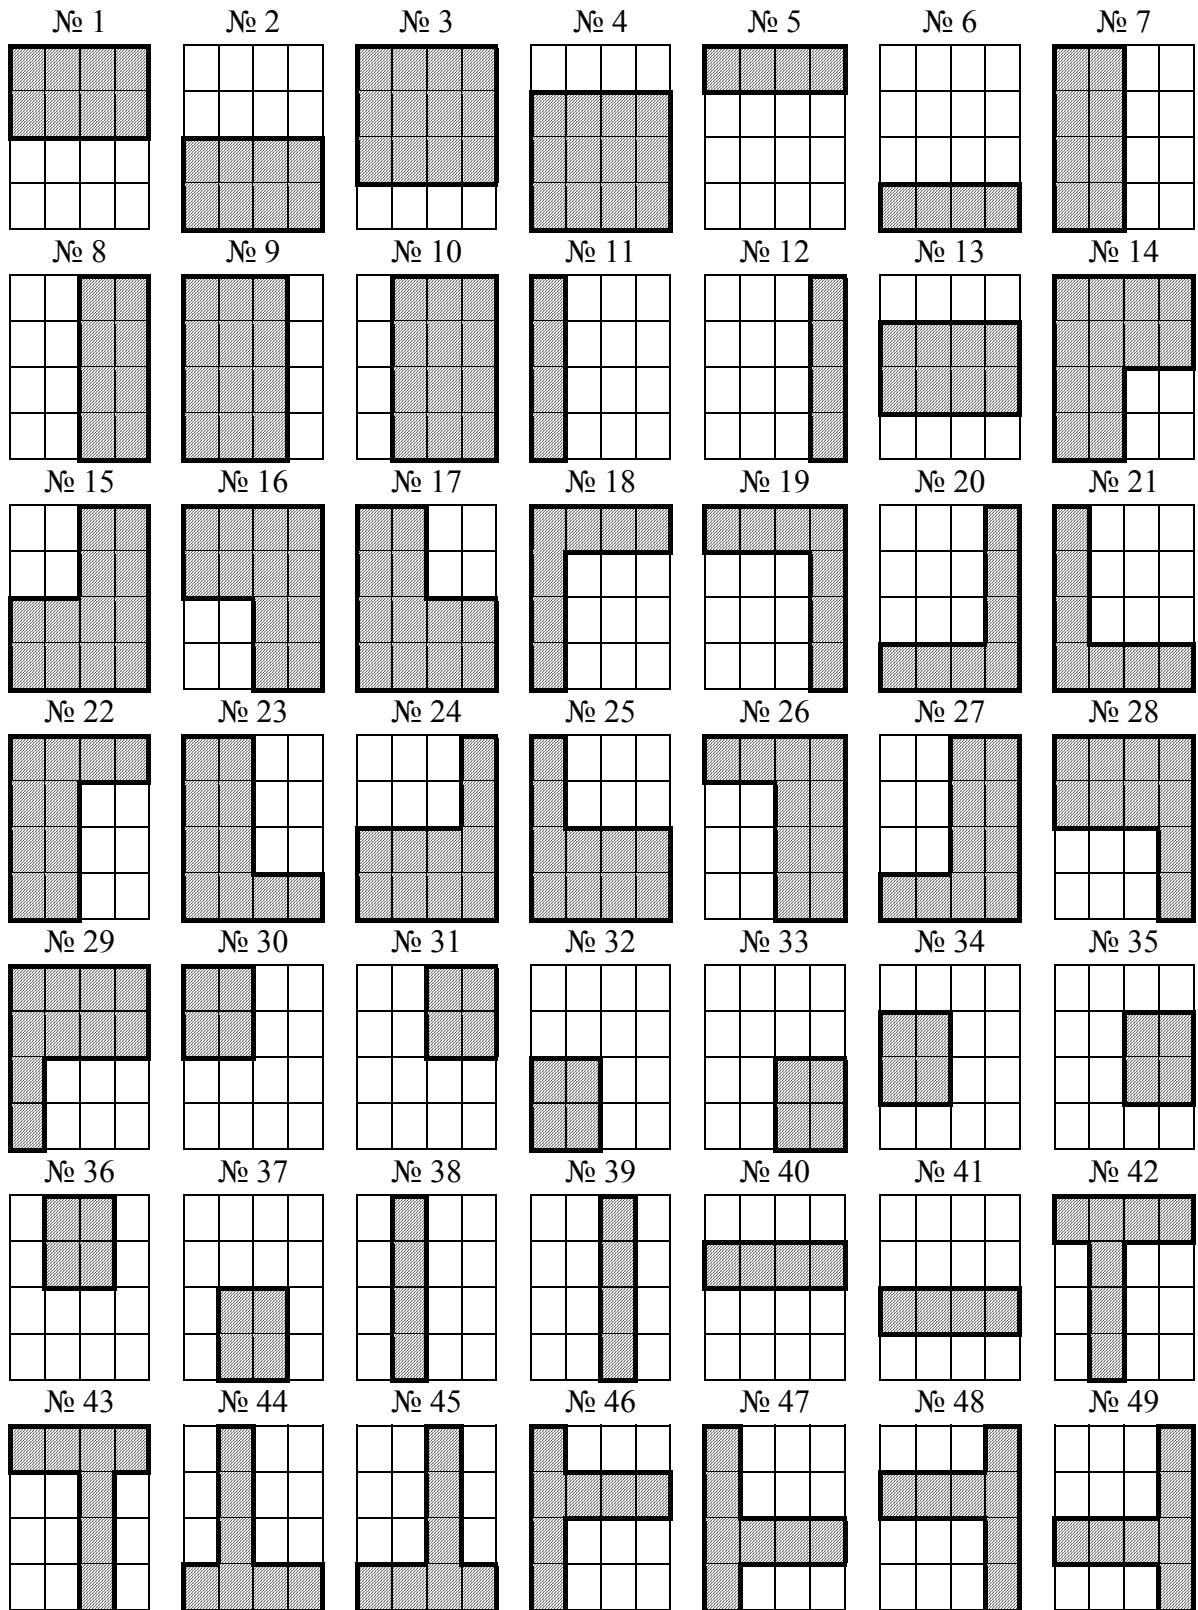 № 1 № 2 № 3 № 4 № 5 № 6 № 7
№ 8 № 9 № 10 № 11 № 12 № 13 № 14
№ 15 № 16 № 17 № 18 № 19 № 20 № 21
№ 22 № 23 № 24 № 25 № 26 № 27 № 28
№ 29 № 30 № 31 № 32 № 33 № 34 № 35
№ 36 № 37 № 38 № 39 № 40 № 41 № 42
№ 43 № 44 № 45 № 46 № 47 № 48 № 49